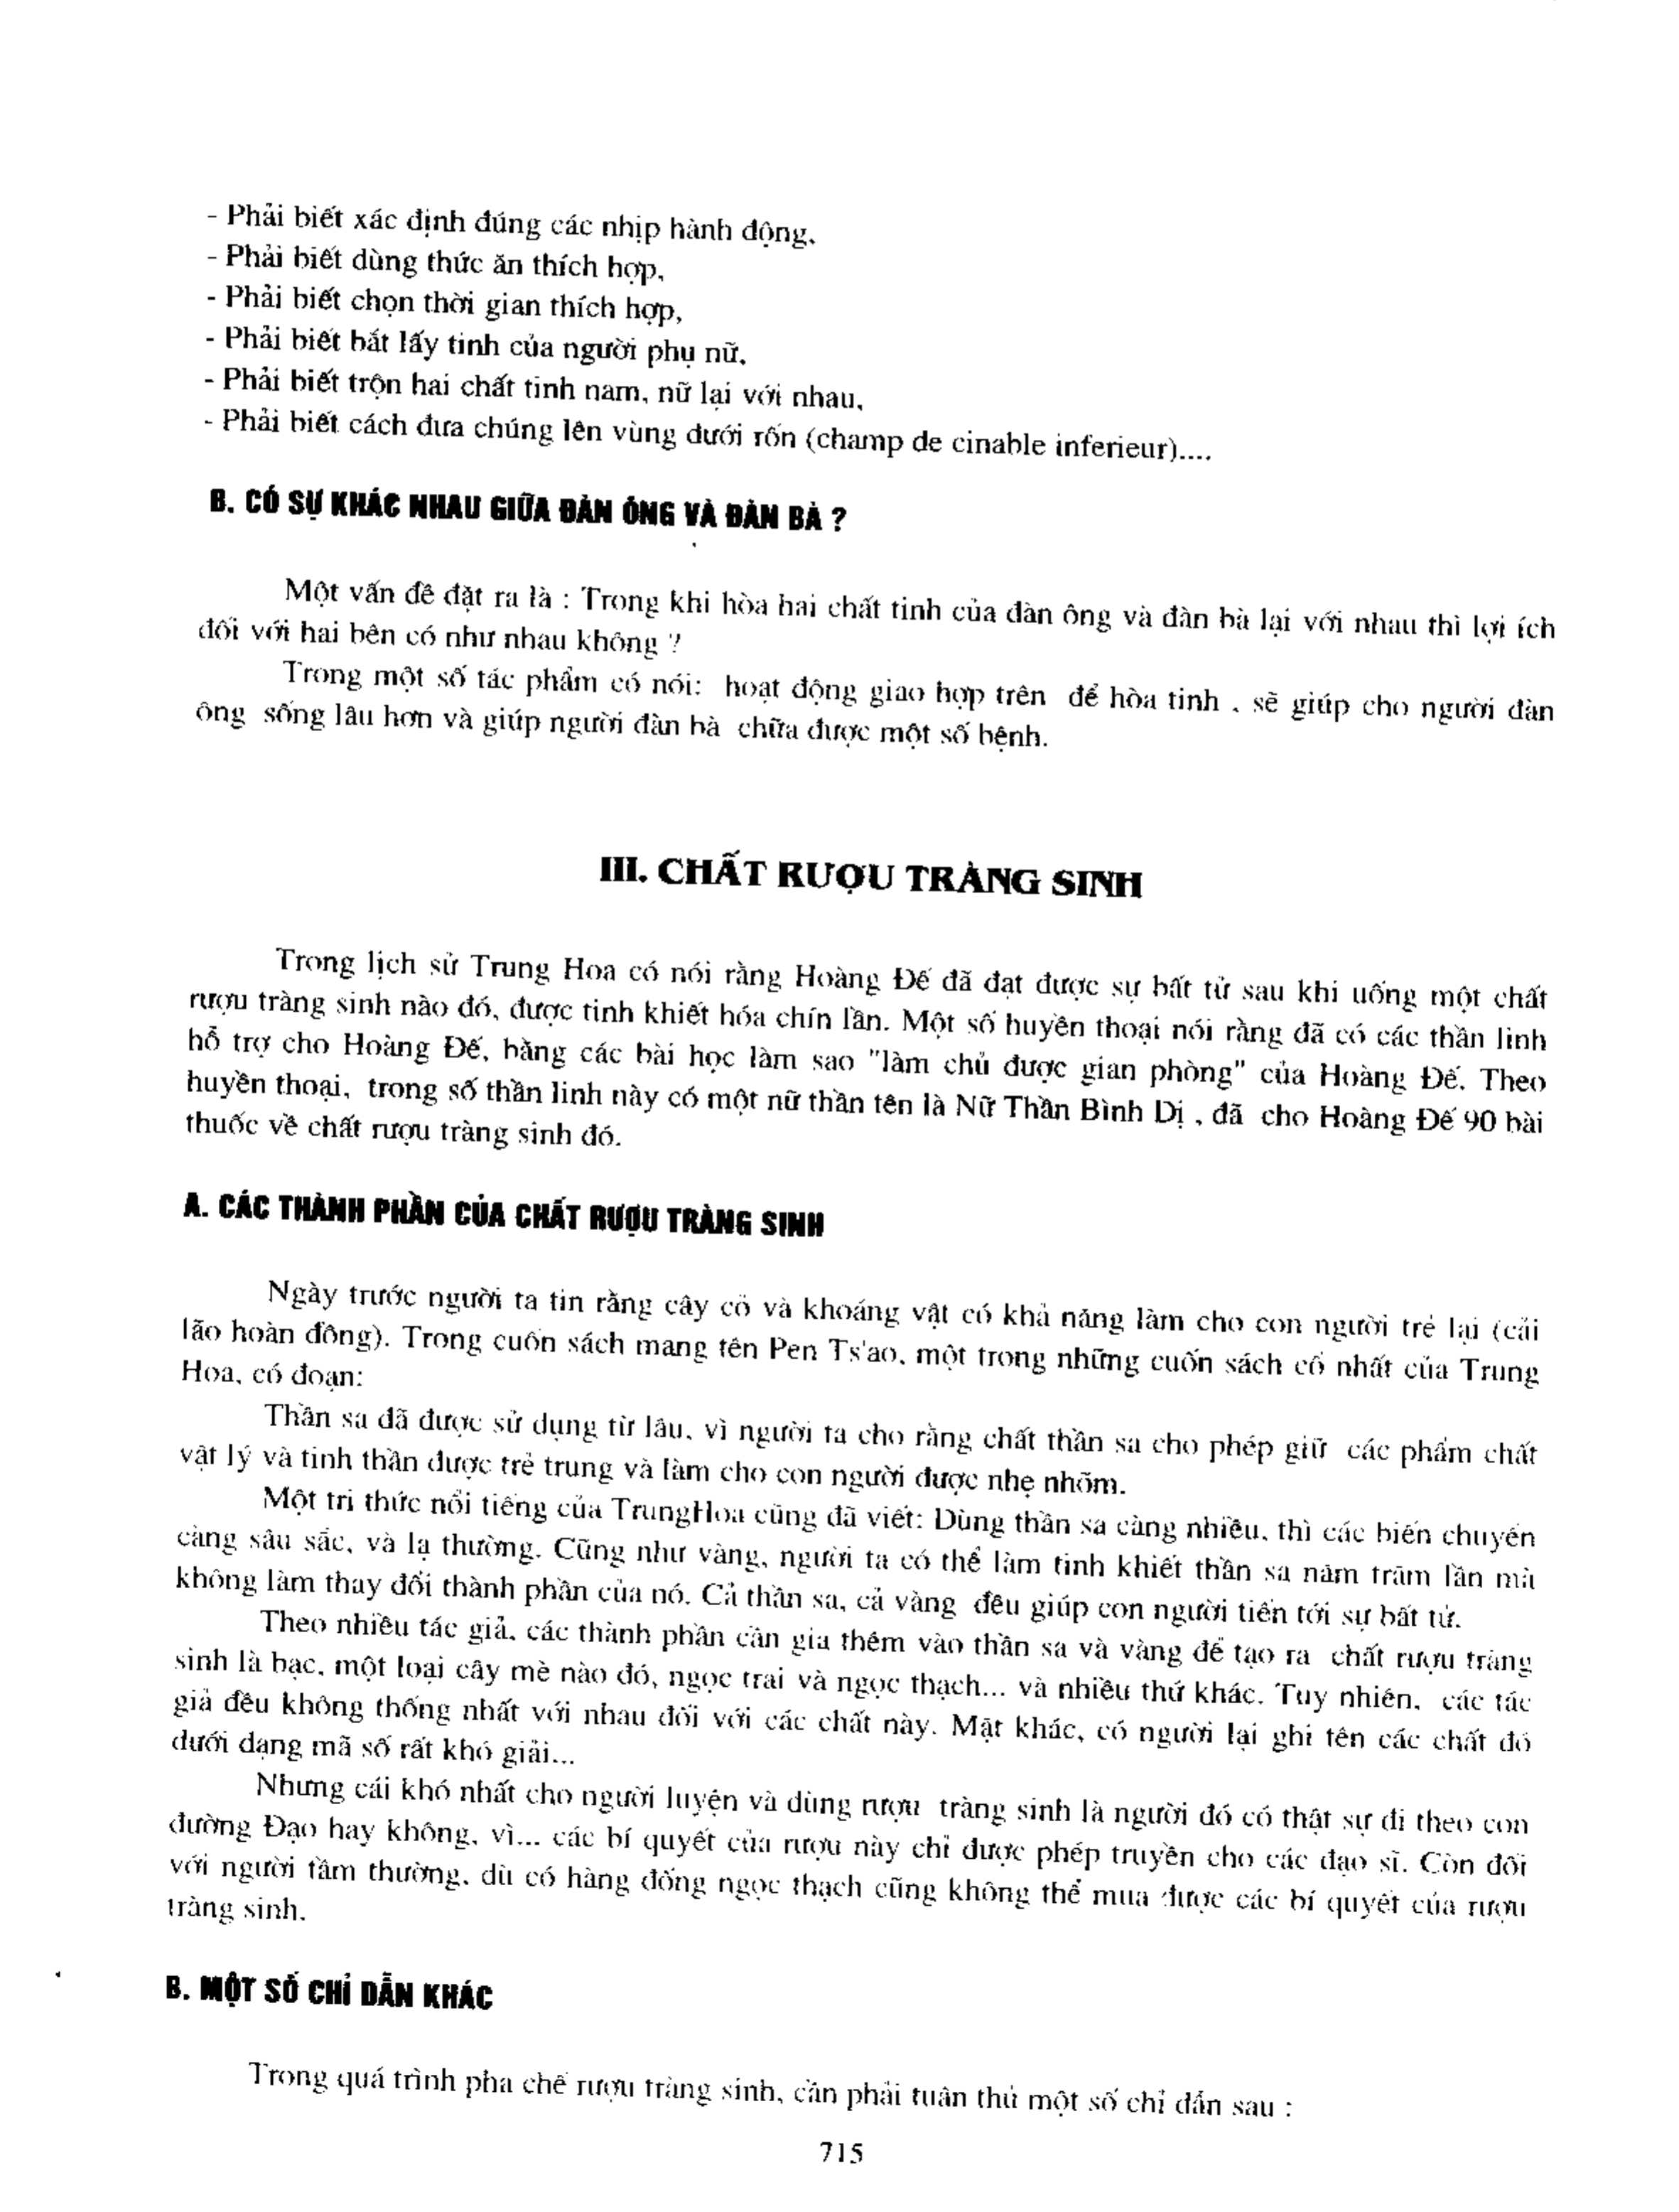 - Phải biết xác định đúng các nhịp hành động,
- Phải biết dùng thức ăn thích hợp,
- Phải biết chọn thời gian thích hợp,
- Phải biết bắt lấy tinh của người phụ nữ,
- Phải biết trộn hai chất tinh nam, nữ lại với nhau,
- Phải biết cách đưa chúng lên vùng dưới rốn (champ de cinable inferieur)....
B. CÓ SỰ KHÁC NHAU GIỮA ĐÀN ÔNG VÀ ĐÀN BÀ ?
Một vấn đề đặt ra là : Trong khi hòa hai chất tinh của đàn ông và đàn bà lại với nhau thì lợi ích
đối với hai bên có như nhau không ?
Trong một số tác phẩm có nói: hoạt động giao hợp trên để hòa tinh , sẽ giúp cho người đàn
ông sống lâu hơn và giúp người đàn bà chữa được một số bệnh.
III. CHẤT RƯỢU TRÀNG SINH
Trong lịch sử Trung Hoa có nói rằng Hoàng Đế đã đạt được sự bất tử sau khi uống một chất
rượu tràng sinh nào đó, được tinh khiết hóa chín lần. Một số huyền thoại nói rằng đã có các thần linh
hỗ trợ cho Hoàng Đế, bằng các bài học làm sao "làm chủ được gian phòng" của Hoàng Đế. Theo
huyền thoại, trong số thần linh này có một nữ thần tên là Nữ Thần Bình Dị , đã cho Hoàng Đế 90 bài
thuốc về chất rượu tràng sinh đó.
A. CÁC THÀNH PHẦN CỦA CHẤT RƯỢU TRÀNG SINH
Ngày trước người ta tin rằng cây cỏ và khoáng vật có khả năng làm cho con người trẻ lại (cải
lão hoàn đồng). Trong cuốn sách mang tên Pen Ts'ao, một trong những cuốn sách cổ nhất của Trung
Hoa, có đoạn:
Thần sa đã được sử dụng từ lâu, vì người ta cho rằng chất thần sa cho phép giữ các phẩm chất
vật lý và tinh thần được trẻ trung và làm cho con người được nhẹ nhõm.
Một tri thức nổi tiếng của TrungHoa cũng đã viết: Dùng thần sa càng nhiều, thì các biến chuyển
càng sâu sắc, và lạ thường. Cũng như vàng, người ta có thể làm tinh khiết thần sa năm trăm lần mà
không làm thay đổi thành phần của nó. Cả thần sa, cả vàng đều giúp con người tiến tới sự bất tử.
Theo nhiều tác giả, các thành phần cần gia thêm vào thần sa và vàng để tạo ra chất rượu tràng
sinh là bạc, một loại cây mè nào đó, ngọc trai và ngọc thạch... và nhiều thứ khác. Tuy nhiên, các tác
giả đều không thống nhất với nhau đối với các chất này. Mặt khác, có người lại ghi tên các chất đó
dưới dạng mã số rất khó giải...
Nhưng cái khó nhất cho người luyện và dùng rượu tràng sinh là người đó có thật sự đi theo con
đường Đạo hay không, vì... các bí quyết của rượu này chỉ được phép truyền cho các đạo sĩ. Còn đối
với người tầm thường, dù có hàng đống ngọc thạch cũng không thể mua được các bí quyết của rượu
tràng sinh.
B. MỘT SỐ CHỈ DẪN KHÁC
Trong quá trình pha chế rượu tràng sinh, cần phải tuân thủ một số chỉ dẫn sau :
715